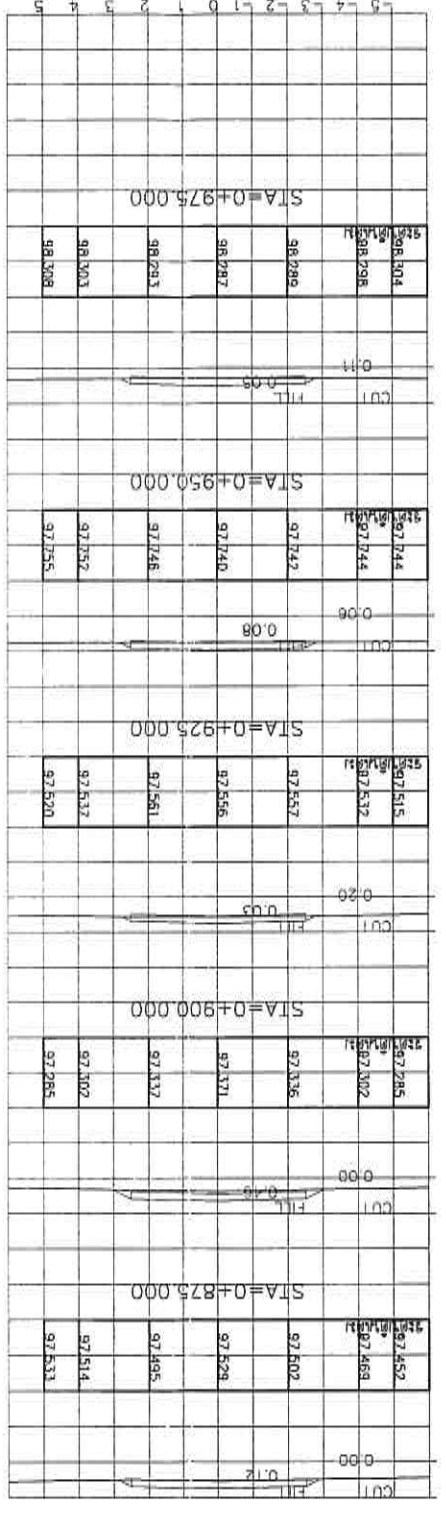 CUT FILL
0.12
0.00
97.452 97.469 97.502 97.529 97.495 97.514 97.533
STA=0+875.000
CUT FILL
0.00
97.285 97.302 97.336 97.371 97.337 97.302 97.285
STA=0+900.000
CUT FILL
0.03
0.20
97.515 97.532 97.557 97.556 97.561 97.537 97.520
STA=0+925.000
CUT FILL
0.08
0.06
97.744 97.744 97.742 97.740 97.746 97.752 97.755
STA=0+950.000
CUT FILL
0.05
0.11
98.304 98.298 98.289 98.287 98.293 98.303 98.308
STA=0+975.000
-5 -4 -3 -2 -1 0 1 2 3 4 5